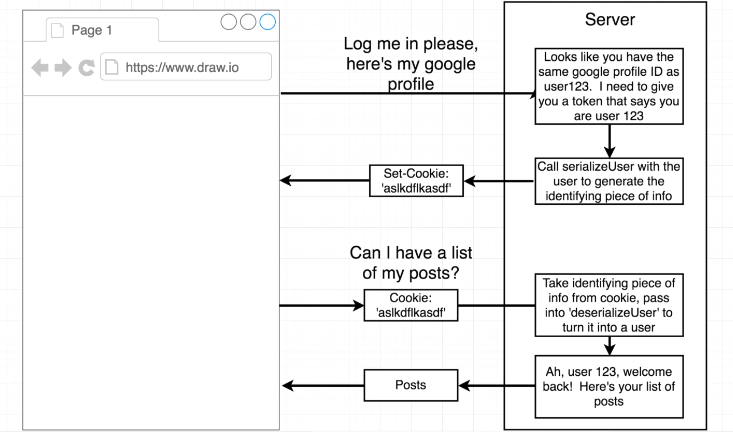 Page 1
https://www.draw.io
Log me in please,
here's my google
profile
Server
Looks like you have the
same google profile ID as
user123.  I need to give
you a token that says you
are user 123
Set-Cookie:
'aslkdflkasdf'
Call serializeUser with the
user to generate the
identifying piece of info
Can I have a list
of my posts?
Cookie:
'aslkdflkasdf'
Take identifying piece of
info from cookie, pass
into 'deserializeUser' to
turn it into a user
Posts
Ah, user 123, welcome
back!  Here's your list of
posts